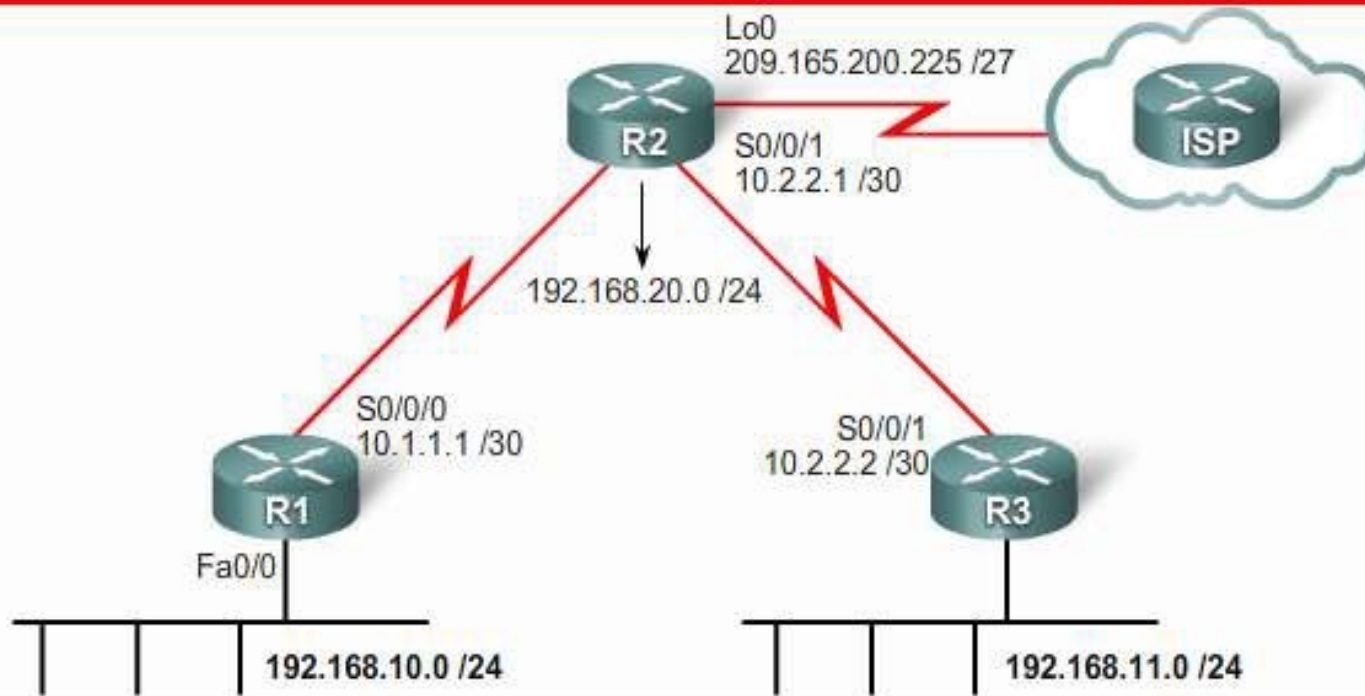 Lo0
209.165.200.225 /27
R2
ISP
S0/0/1
10.2.2.1 /30
192.168.20.0 /24
S0/0/0
10.1.1.1 /30
S0/0/1
10.2.2.2 /30
R1
R3
Fa0/0
192.168.10.0 /24
192.168.11.0 /24